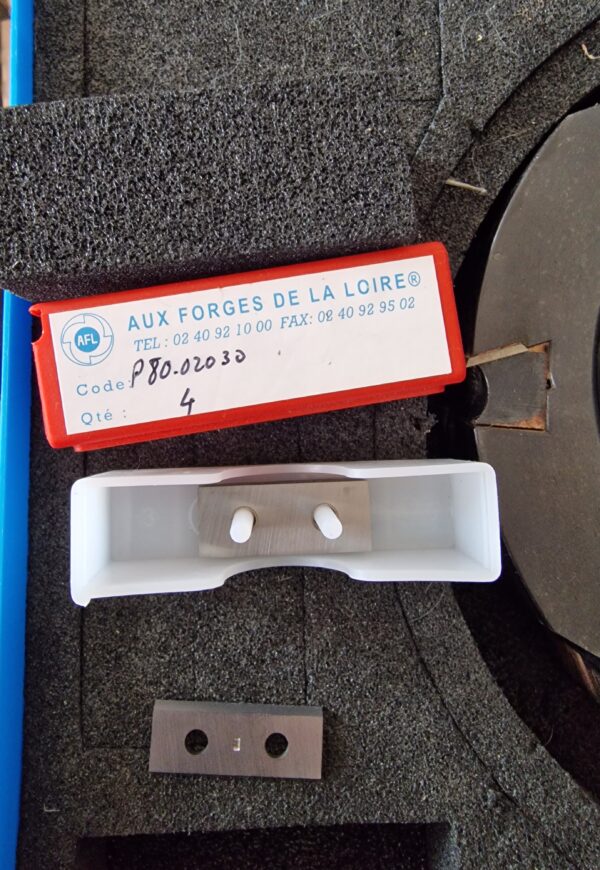 AUX FORGES DE LA LOIRE®
AFL
TEL : 02 40 92 10 00 FAX: 02 40 92 95 02
Code: P80-02030
Qté : 4